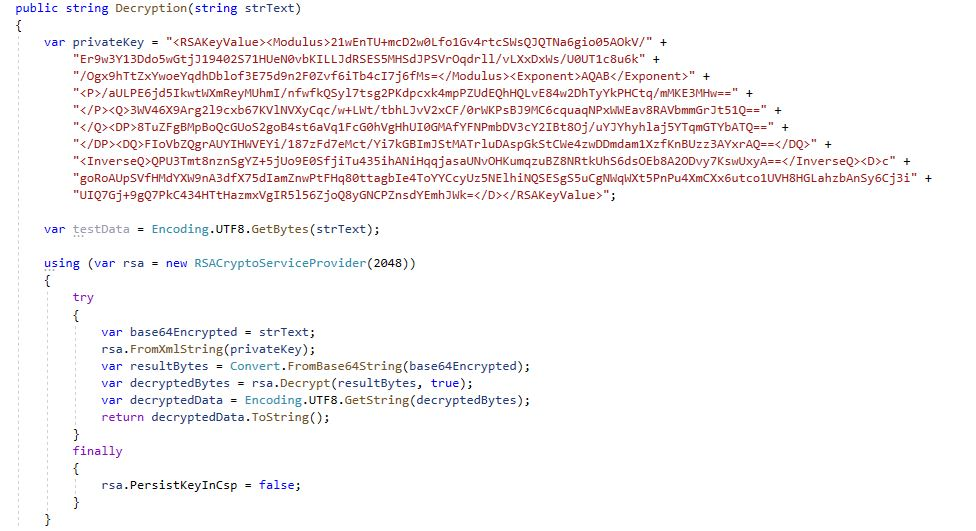 public string Decryption(string strText)
{
var privateKey = "<RSAKeyValue><Modulus>21wEnTU+mcD2w0Lfo1Gv4rtcSWsQJQTNa6gio05AOkV/" +
"Er9w3Y13Ddo5wGtjJ19402S71HUeN0vbKILLJdRSES5MHSdJPSVrOqdrll/vLXxDxWs/U0UT1c8u6k" +
"/Ogx9hTtZxYwoeYqdhDblof3E75d9n2F0Zvf6iTb4cI7j6fMs=</Modulus><Exponent>AQAB</Exponent>" +
"<P>/aULPE6jd5IkwtWXmReyMUhmI/nfwfkQSyl7tsg2PKdpcxk4mpPZUdEQhHQLvE84w2DhTyYkPHCtq/mMKE3MHw==" +
"</P><Q>3WV46X9Arg2l9cxb67KVlNVXyCqc/w+LWt/tbhLJvV2xCF/0rWKPsBJ9MC6cquaqNPxWWEav8RAVbmmGrJt51Q==" +
"</Q><DP>8TuZFgBMpBoQcGUoS2goB4st6aVq1FcG0hVgHhUI0GMAfYFNPmbDV3cY2IBt8Oj/uYJYhyhlaj5YTqmGTYbATQ==" +
"</DP><DQ>FIoVbZQgrAUYIHWVEYi/187zFd7eMct/Yi7kGBImJStMATrluDAspGkStCWe4zwDDmdam1XzfKnBUzz3AYxrAQ==</DQ>" +
"<InverseQ>QPU3Tmt8nznSgYZ+5jUo9E0SfjiTu435ihANiHqqjasaUNvOHKumqzuBZ8NRtkUhS6dsOEb8A2ODvy7KswUxyA==</InverseQ><D>c" +
"goRoAUpSVfHMdYXW9nA3dfX75dIamZnwPtFHq80ttagbIe4ToYYCcyUz5NElhiNQSESgS5uCgNWqWXt5PnPu4XmCXx6utco1UVH8HGLahzbAnSy6Cj3i" +
"UIQ7Gj+9gQ7PkC434HTtHazmxVgIR5l56ZjoQ8yGNCPZnsdYEmhJWk=</D></RSAKeyValue>";
var testData = Encoding.UTF8.GetBytes(strText);
using (var rsa = new RSACryptoServiceProvider(2048))
{
try
{
var base64Encrypted = strText;
rsa.FromXmlString(privateKey);
var resultBytes = Convert.FromBase64String(base64Encrypted);
var decryptedBytes = rsa.Decrypt(resultBytes, true);
var decryptedData = Encoding.UTF8.GetString(decryptedBytes);
return decryptedData.ToString();
}
finally
{
rsa.PersistKeyInCsp = false;
}
}